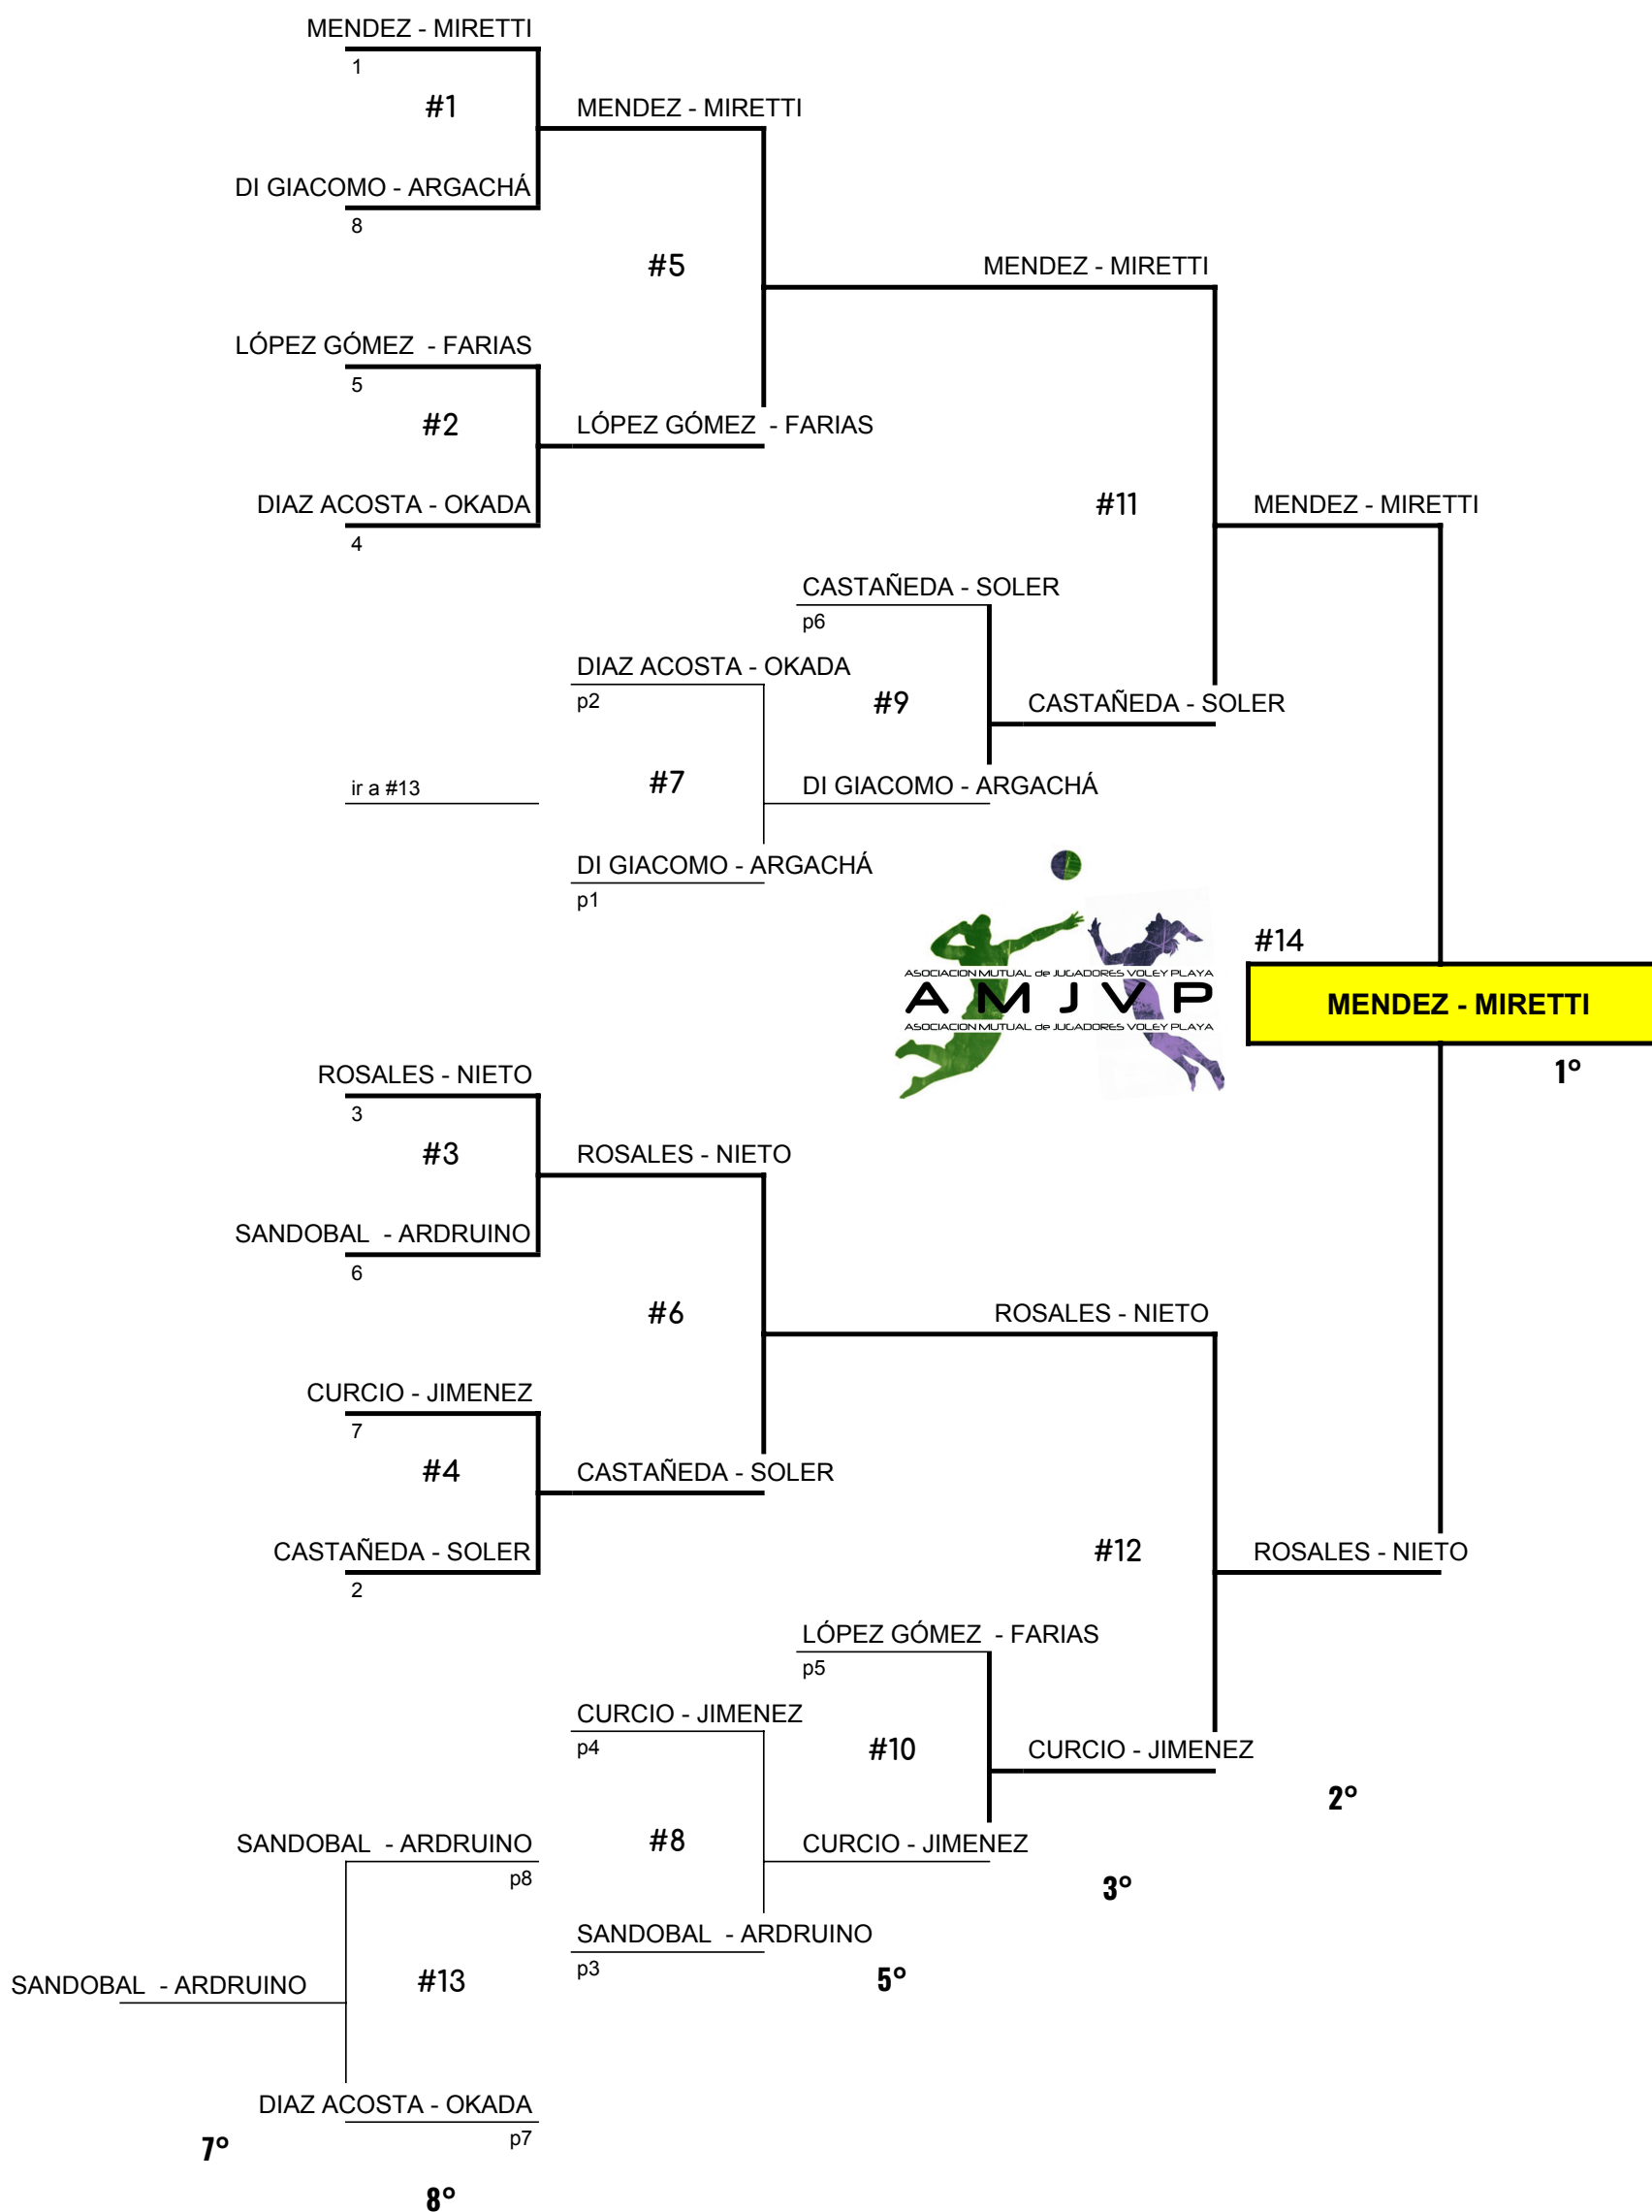 MENDEZ - MIRETTI
1
#1
MENDEZ - MIRETTI
DI GIACOMO - ARGACHÁ
8
#5
MENDEZ - MIRETTI
LÓPEZ GÓMEZ - FARIAS
5
#2
LÓPEZ GÓMEZ - FARIAS
DIAZ ACOSTA - OKADA
4
#11
MENDEZ - MIRETTI
CASTAÑEDA - SOLER
p6
DIAZ ACOSTA - OKADA
p2
#9
CASTAÑEDA - SOLER
ir a #13
#7
DI GIACOMO - ARGACHÁ
DI GIACOMO - ARGACHÁ
p1
ASOCIACION MUTUAL de JUGADORES VOLEY PLAYA
AMJVP
ASOCIACION MUTUAL de JUGADORES VOLEY PLAYA
#14
MENDEZ - MIRETTI
1º
ROSALES - NIETO
3
#3
ROSALES - NIETO
SANDOBAL - ARDRUINO
6
#6
ROSALES - NIETO
CURCIO - JIMENEZ
7
#4
CASTAÑEDA - SOLER
CASTAÑEDA - SOLER
2
#12
ROSALES - NIETO
LÓPEZ GÓMEZ - FARIAS
p5
CURCIO - JIMENEZ
p4
#10
CURCIO - JIMENEZ
2º
SANDOBAL - ARDRUINO
p8
#8
CURCIO - JIMENEZ
3º
SANDOBAL - ARDRUINO
p3
5º
SANDOBAL - ARDRUINO
#13
DIAZ ACOSTA - OKADA
p7
7º
8º